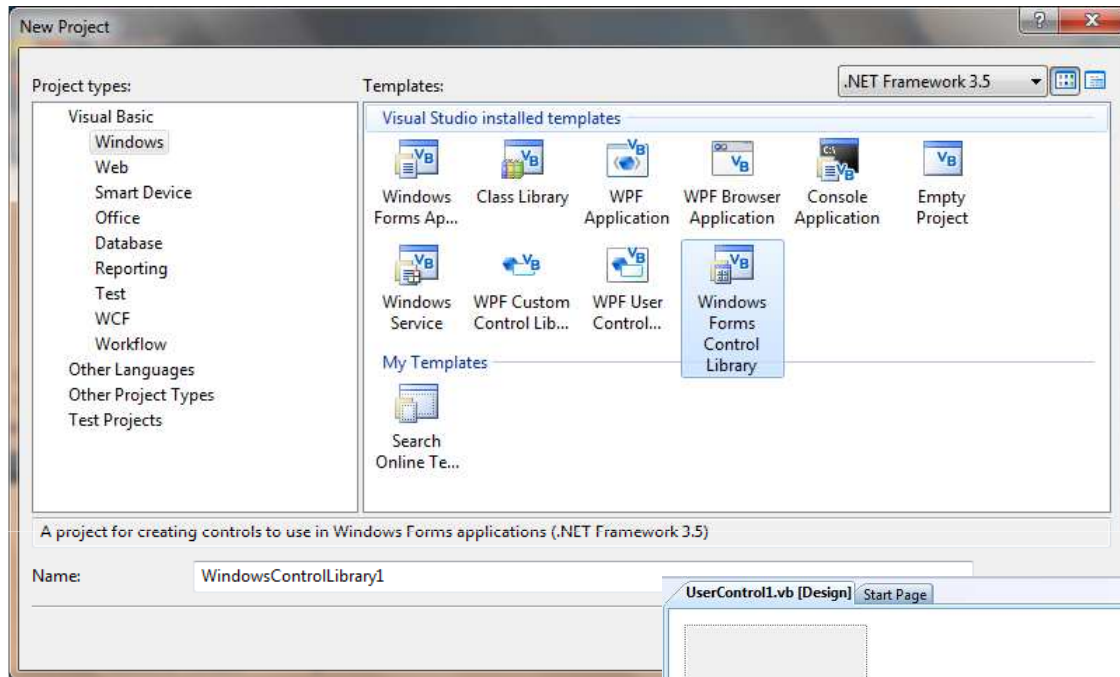 New Project
Project types:
Templates:
.NET Framework 3.5
Visual Basic
Windows
Web
Smart Device
Office
Database
Reporting
Test
WCF
Workflow
Other Languages
Other Project Types
Test Projects
Visual Studio installed templates
Windows
Forms Ap...
Class Library
WPF
Application
WPF Browser
Application
Console
Application
Empty
Project
Windows
Service
WPF Custom
Control Lib...
WPF User
Control...
Windows
Forms
Control
Library
My Templates
Search
Online Te...
A project for creating controls to use in Windows Forms applications (.NET Framework 3.5)
Name:
WindowsControlLibrary1
UserControl1.vb [Design]
Start Page